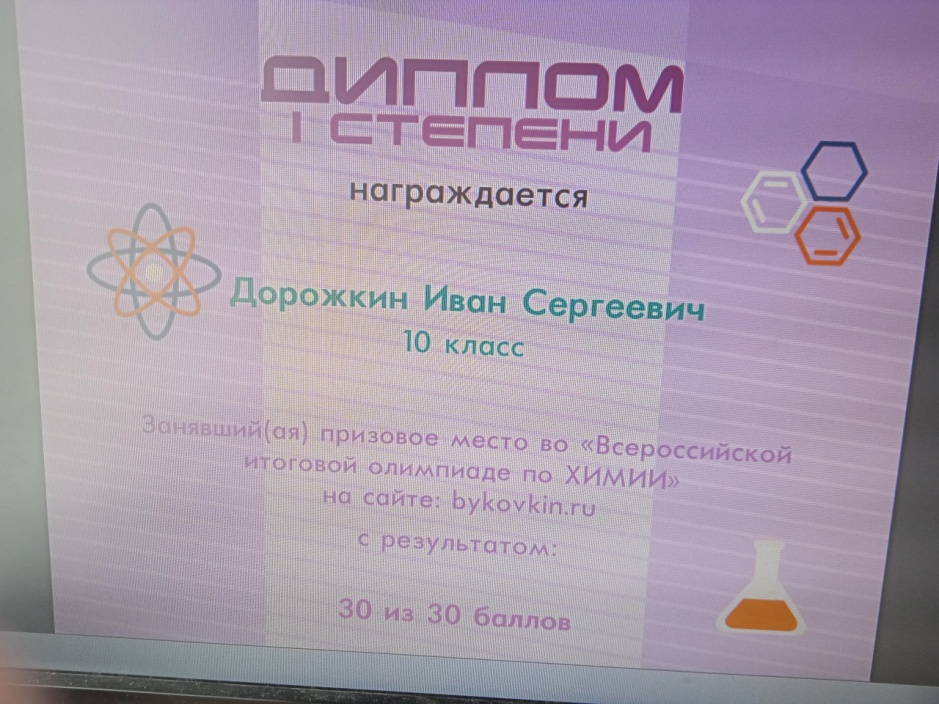 ДИПЛОМ
I СТЕПЕНИ
награждается
Дорожкин Иван Сергеевич
10 класс
Занявший(ая) призовое место во «Всероссийской
итоговой олимпиаде по ХИМИИ»
на сайте: bykovkin.ru
с результатом:
30 из 30 баллов